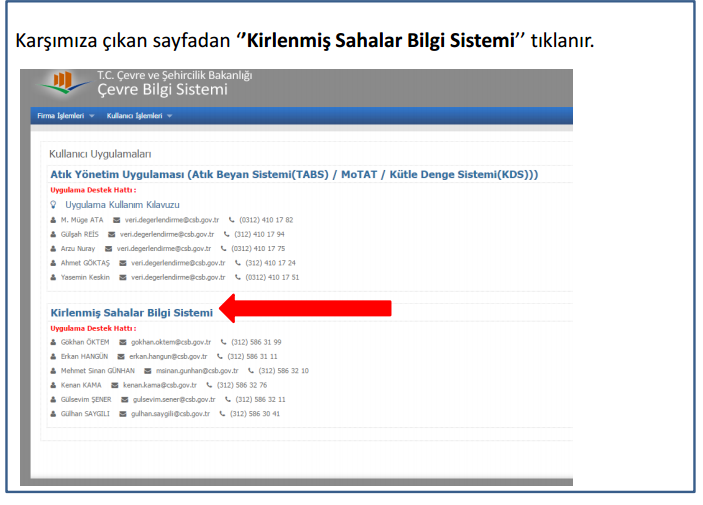 Karşımıza çıkan sayfadan ‘’Kirlenmiş Sahalar Bilgi Sistemi’’ tıklanır.
T.C. Çevre ve Şehircilik Bakanlığı
Çevre Bilgi Sistemi
Firma İşlemleri Kullanıcı İşlemleri
Kullanıcı Uygulamaları
Atık Yönetim Uygulaması (Atık Beyan Sistemi(TABS) / MoTAT / Kütle Denge Sistemi(KDS)))
Uygulama Destek Hattı :
Uygulama Kullanım Kılavuzu
M. Müge ATA veri.degerlendirme@csb.gov.tr (0312) 410 17 82
Gülşah REİS veri.degerlendirme@csb.gov.tr (312) 410 17 94
Arzu Nuray veri.degerlendirme@csb.gov.tr (0312) 410 17 75
Ahmet GÖKTAŞ veri.degerlendirme@csb.gov.tr (312) 410 17 24
Yasemin Keskin veri.degerlendirme@csb.gov.tr (0312) 410 17 51
Kirlenmiş Sahalar Bilgi Sistemi
Uygulama Destek Hattı :
Gökhan ÖKTEM gokhan.oktem@csb.gov.tr (312) 586 31 99
Erkan HANGÜN erkan.hangun@csb.gov.tr (312) 586 31 11
Mehmet Sinan GÜNHAN msinan.gunhan@csb.gov.tr (312) 586 32 10
Kenan KAMA kenan.kama@csb.gov.tr (312) 586 32 76
Gülsevim ŞENER gulsevim.sener@csb.gov.tr (312) 586 32 11
Gülhan SAYGILI gulhan.saygili@csb.gov.tr (312) 586 30 41